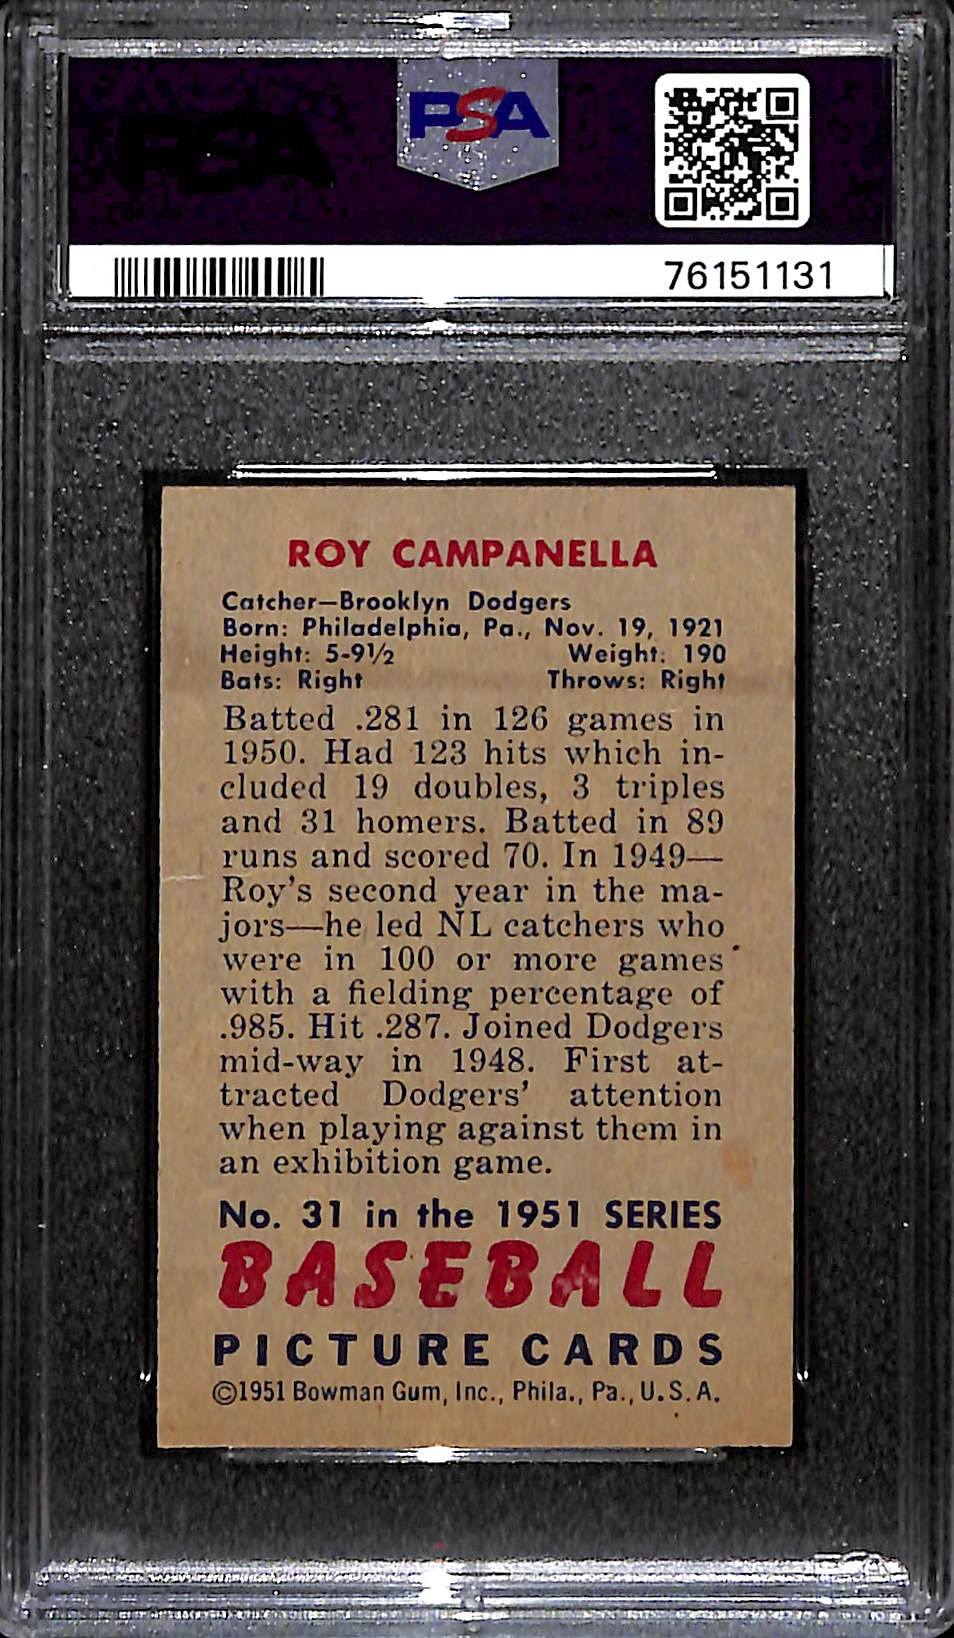 PSA
PSA
76151131
ROY CAMPANELLA
Catcher—Brooklyn Dodgers
Born: Philadelphia, Pa., Nov. 19, 1921
Height: 5-9½ Weight: 190
Bats: Right Throws: Right
Batted .281 in 126 games in
1950. Had 123 hits which in-
cluded 19 doubles, 3 triples
and 31 homers. Batted in 89
runs and scored 70. In 1949—
Roy's second year in the ma-
jors—he led NL catchers who
were in 100 or more games
with a fielding percentage of
.985. Hit .287. Joined Dodgers
mid-way in 1948. First at-
tracted Dodgers' attention
when playing against them in
an exhibition game.
No. 31 in the 1951 SERIES
BASEBALL
PICTURE CARDS
©1951 Bowman Gum, Inc., Phila., Pa., U.S.A.